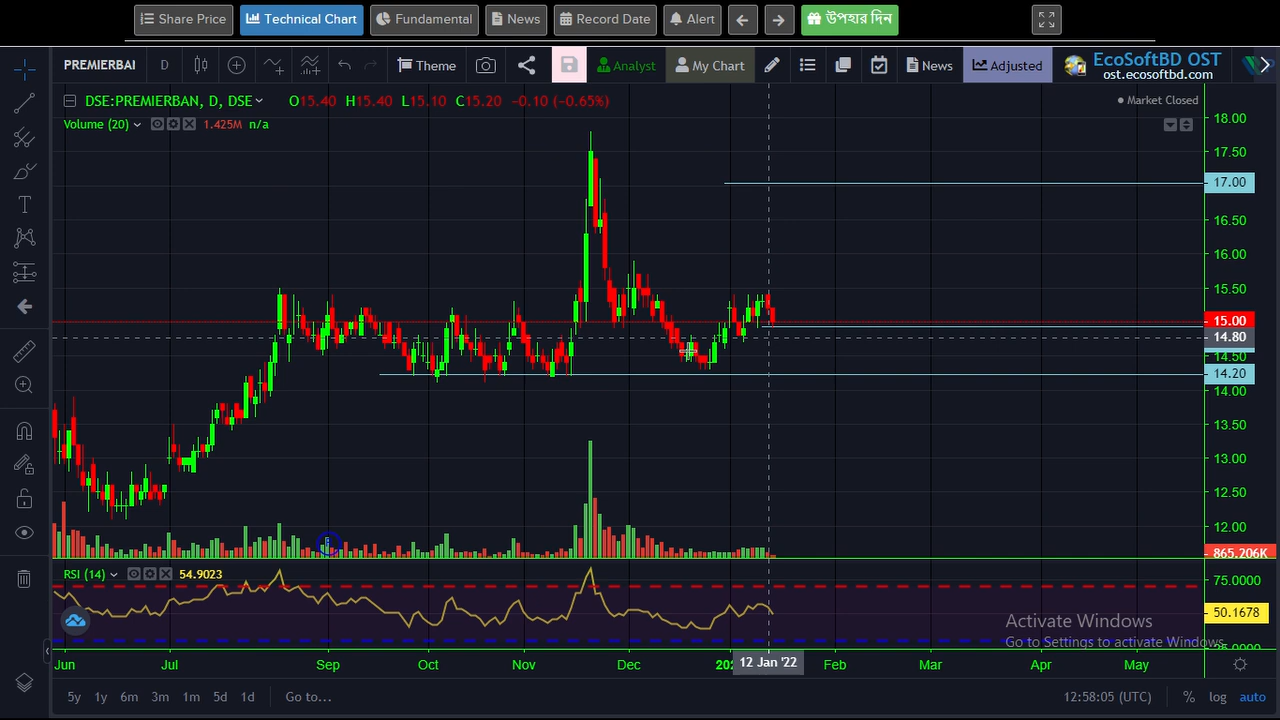 Share Price Technical Chart Fundamental News Record Date Alert উপহার দিন
PREMIERBAI D Theme Analyst My Chart News Adjusted EcoSoftBD OST
ost.ecosoftbd.com
DSE:PREMIERBAN, D, DSE O15.40 H15.40 L15.10 C15.20 -0.10 (-0.65%) Market Closed
Volume (20) 1.425M n/a
18.00
17.50
17.00
16.50
16.00
15.50
15.00
14.80
14.50
14.20
14.00
13.50
13.00
12.50
12.00
865.206K
RSI (14) 54.9023
75.0000
50.1678
Activate Windows
Go to Settings to activate Windows.
25.0000
Jun Jul Sep Oct Nov Dec 12 Jan '22 Feb Mar Apr May
5y 1y 6m 3m 1m 5d 1d Go to... 12:58:05 (UTC) % log auto